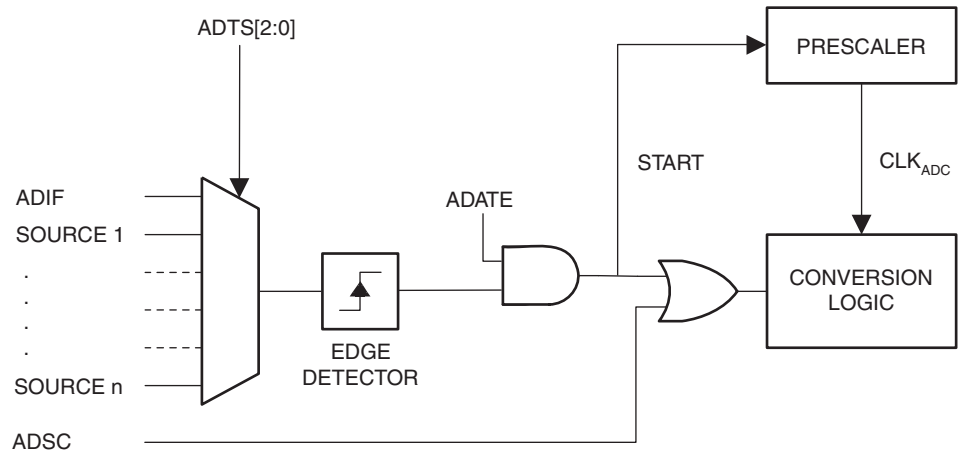 ADTS[2:0]
PRESCALER
START
CLKADC
ADIF
ADATE
SOURCE 1
.
.
.
.
CONVERSION
LOGIC
EDGE
DETECTOR
SOURCE n
ADSC